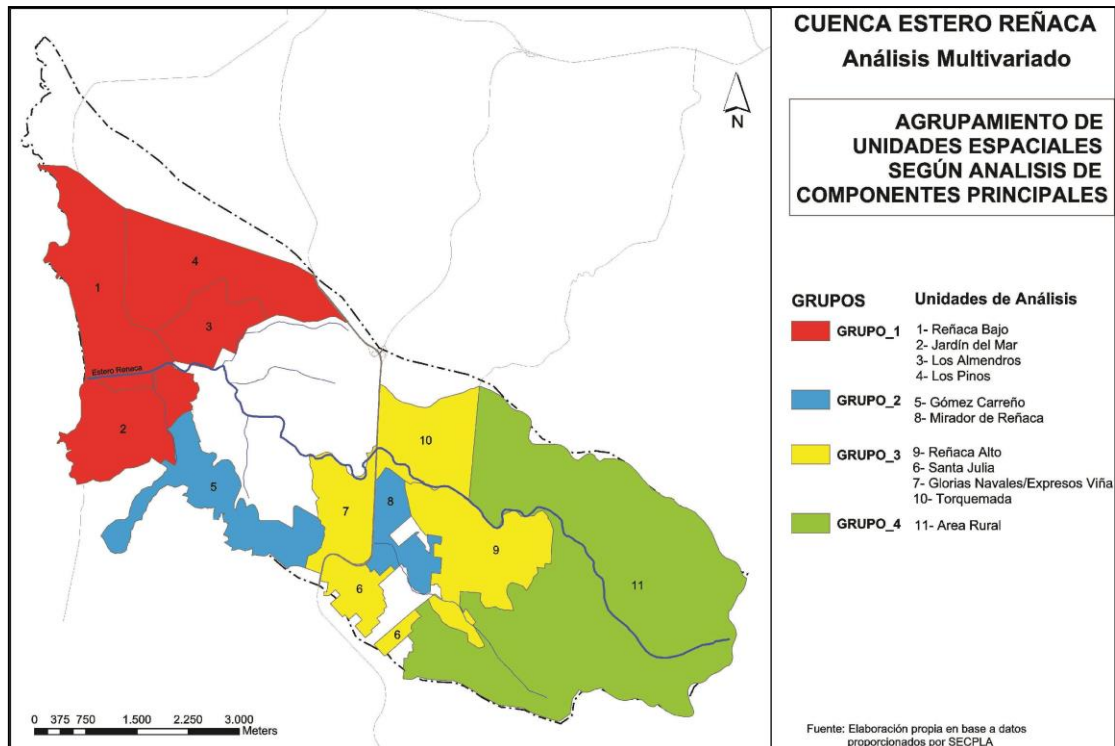 CUENCA ESTERO REÑACA
Análisis Multivariado
AGRUPAMIENTO DE
UNIDADES ESPACIALES
SEGÚN ANALISIS DE
COMPONENTES PRINCIPALES
GRUPOS Unidades de Análisis
GRUPO_1
1- Reñaca Bajo
2- Jardín del Mar
3- Los Almendros
4- Los Pinos
GRUPO_2
5- Gómez Carreño
8- Mirador de Reñaca
GRUPO_3
9- Reñaca Alto
6- Santa Julia
7- Glorias Navales/Expresos Viña
10- Torquemada
GRUPO_4
11- Area Rural
Fuente: Elaboración propia en base a datos
proporcionados por SECPLA
N
4
1
3
Estero Reñaca
2
10
5
8
7
9
6
11
6
0 375 750 1.500 2.250 3.000
Meters